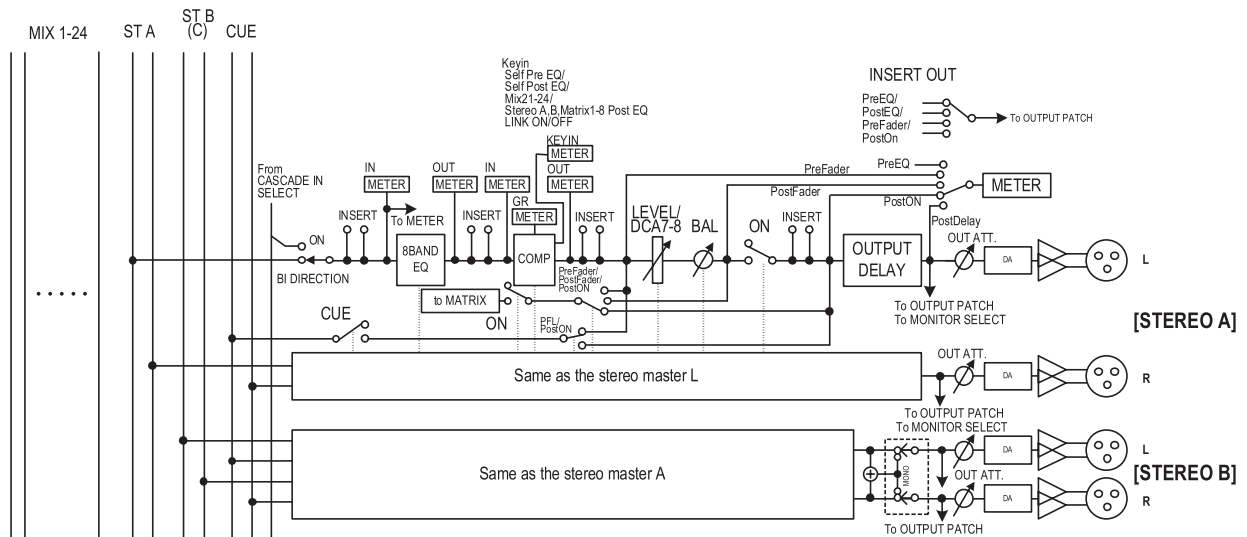 MIX 1-24
ST A
ST B
(C)
CUE
Keyin
Self Pre EQ/
Self Post EQ/
Mix21-24/
Stereo A,B,Matrix1-8 Post EQ
LINK ON/OFF
KEYIN
METER
INSERT OUT
PreEQ/
PostEQ/
PreFader/
PostOn
To OUTPUT PATCH
From
CASCADE IN
SELECT
IN
METER
OUT
METER
IN
METER
OUT
METER
GR
METER
PreFader
PreEQ
PostFader
PostON
METER
PostDelay
To METER
INSERT
INSERT
INSERT
LEVEL/
DCA7-8
BAL
ON
INSERT
OUT ATT.
ON
BI DIRECTION
8BAND
EQ
COMP
OUTPUT
DELAY
DA
L
PreFader/
PostFader/
PostON
to MATRIX
ON
To OUTPUT PATCH
To MONITOR SELECT
[STEREO A]
CUE
PFL/
PostON
Same as the stereo master L
OUT ATT.
DA
R
To OUTPUT PATCH
To MONITOR SELECT
OUT ATT.
DA
L
Same as the stereo master A
MONO
[STEREO B]
OUT ATT.
DA
R
To OUTPUT PATCH